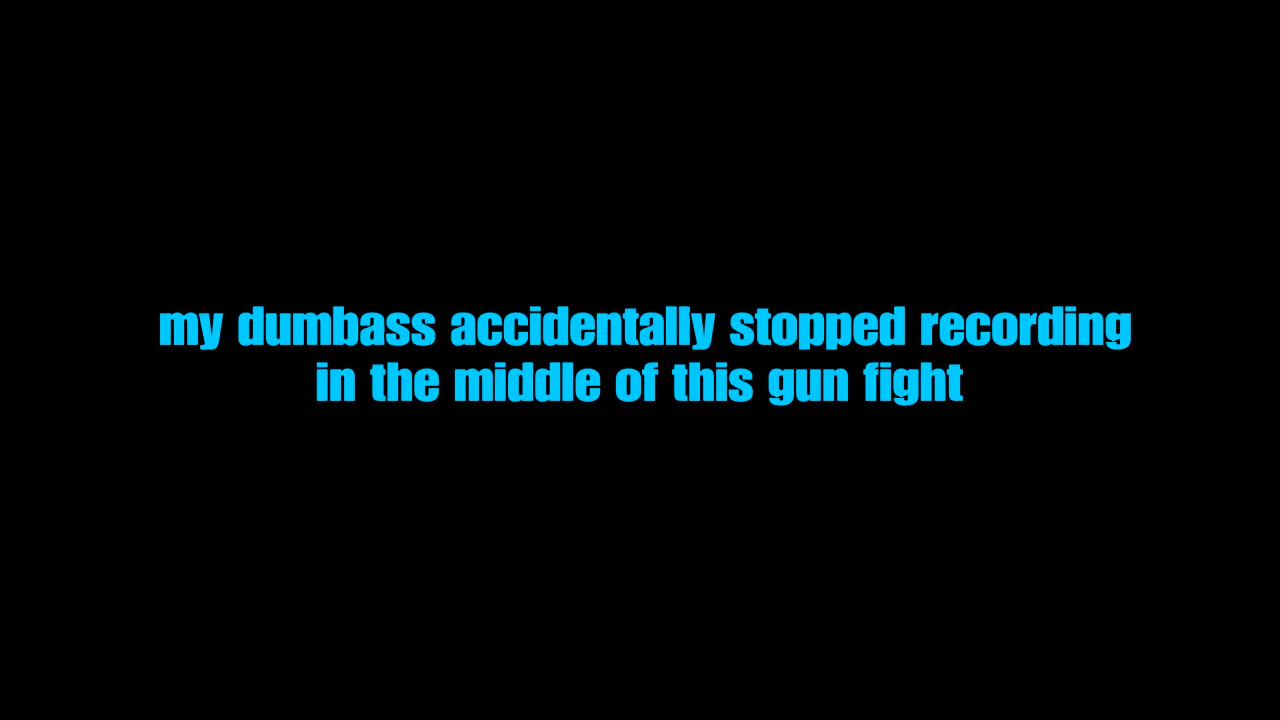 my dumbass accidentally stopped recording
in the middle of this gun fight